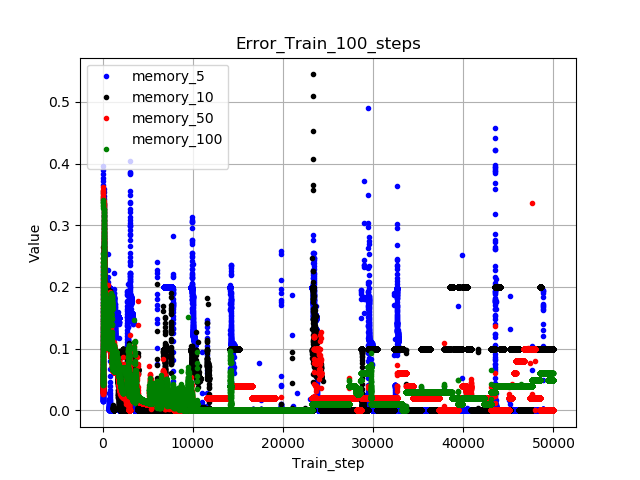 Error_Train_100_steps
memory_5
memory_10
memory_50
memory_100
Value
0.5
0.4
0.3
0.2
0.1
0.0
0 10000 20000 30000 40000 50000
Train_step